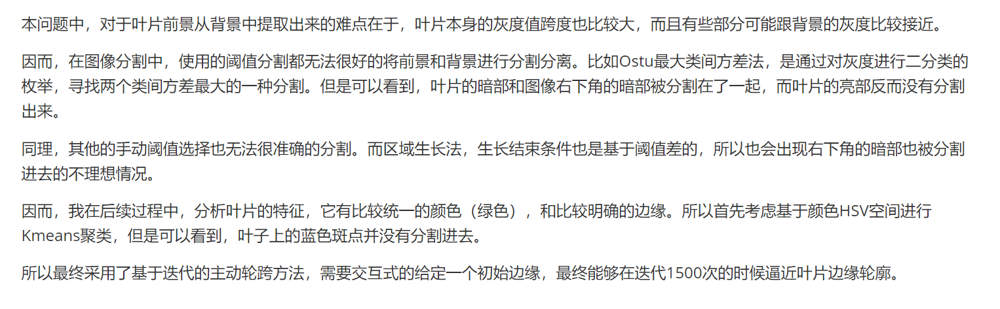 本问题中，对于叶片前景从背景中提取出来的难点在于，叶片本身的灰度值跨度也比较大，而且有些部分可能跟背景的灰度比较接近。
因而，在图像分割中，使用的阈值分割都无法很好的将前景和背景进行分割分离。比如Ostu最大类间方差法，是通过对灰度进行二分类的
枚举，寻找两个类间方差最大的一种分割。但是可以看到，叶片的暗部和图像右下角的暗部被分割在了一起，而叶片的亮部反而没有分割
出来。
同理，其他的手动阈值选择也无法很准确的分割。而区域生长法，生长结束条件也是基于阈值差的，所以也会出现右下角的暗部也被分割
进去的不理想情况。
因而，我在后续过程中，分析叶片的特征，它有比较统一的颜色（绿色），和比较明确的边缘。所以首先考虑基于颜色HSV空间进行
Kmeans聚类，但是可以看到，叶子上的蓝色斑点并没有分割进去。
所以最终采用了基于迭代的主动轮跨方法，需要交互式的给定一个初始边缘，最终能够在迭代1500次的时候逼近叶片边缘轮廓。